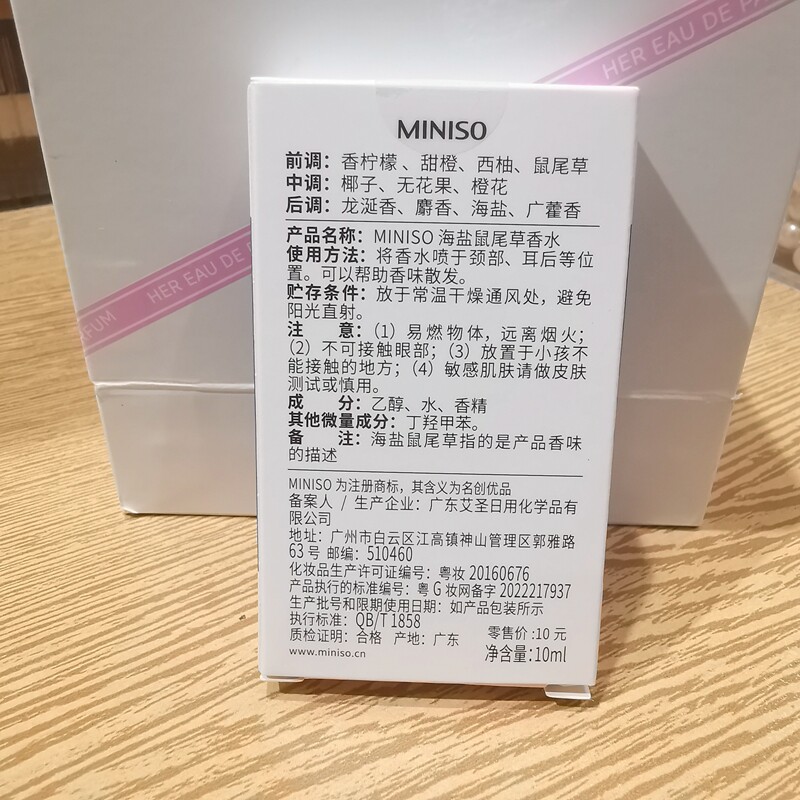 HER EAU DE PA
HER EAU DE P
ARFUM
MINISO
前调：香柠檬、甜橙、西柚、鼠尾草
中调：椰子、无花果、橙花
后调：龙涎香、麝香、海盐、广藿香
产品名称：MINISO 海盐鼠尾草香水
使用方法：将香水喷于颈部、耳后等位
置。可以帮助香味散发。
贮存条件：放于常温干燥通风处，避免
阳光直射。
注 意：（1）易燃物体，远离烟火；
（2）不可接触眼部；（3）放置于小孩不
能接触的地方；（4）敏感肌肤请做皮肤
测试或慎用。
成 分：乙醇、水、香精
其他微量成分：丁羟甲苯。
备 注：海盐鼠尾草指的是产品香味
的描述
MINISO 为注册商标，其含义为名创优品
备案人 / 生产企业：广东艾圣日用化学品有
限公司
地址：广州市白云区江高镇神山管理区郭雅路
63 号 邮编：510460
化妆品生产许可证编号：粤妆 20160676
产品执行的标准编号：粤 G 妆网备字 2022217937
生产批号和限期使用日期：如产品包装所示
执行标准：QB/T 1858
质检证明：合格 产地：广东 零售价:10 元
www.miniso.cn 净含量:10ml